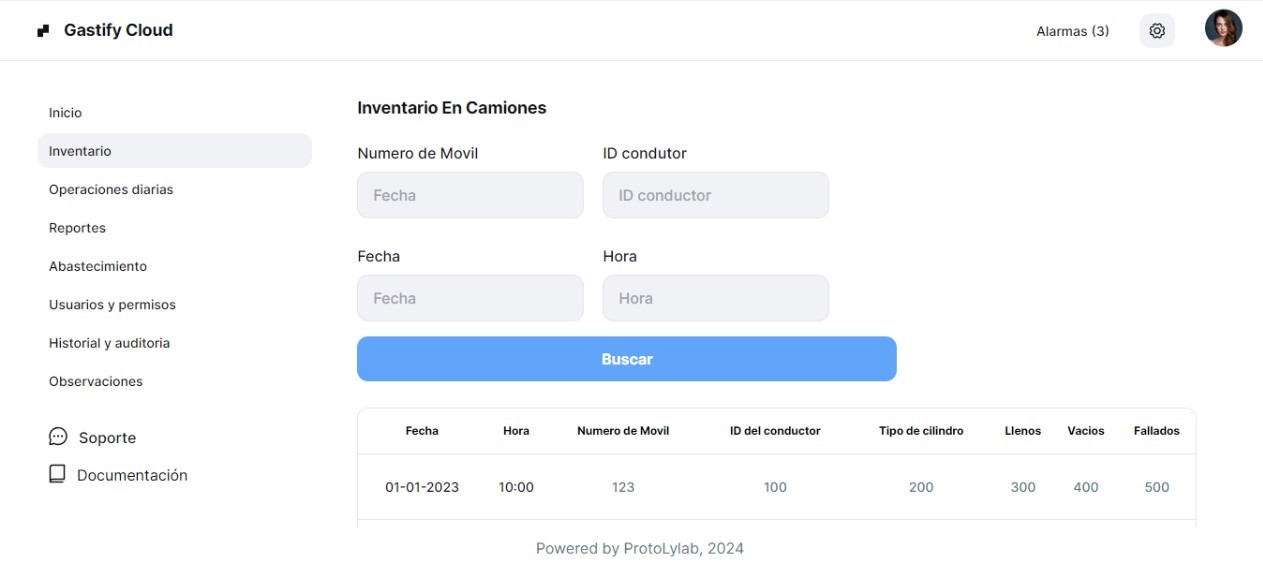 Gastify Cloud
Alarmas (3)
Inicio
Inventario
Operaciones diarias
Reportes
Abastecimiento
Usuarios y permisos
Historial y auditoria
Observaciones
Soporte
Documentación
Inventario En Camiones
Numero de Movil ID condutor
Fecha ID conductor
Fecha Hora
Fecha Hora
Buscar
Fecha Hora Numero de Movil ID del conductor Tipo de cilindro Llenos Vacios Fallados
01-01-2023 10:00 123 100 200 300 400 500
Powered by ProtoLylab, 2024